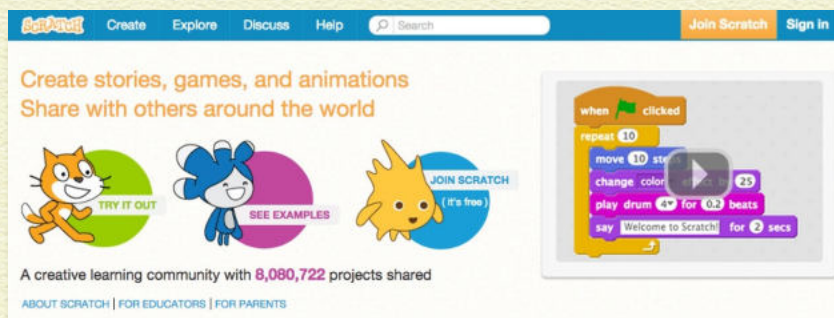 SCRATCH Create Explore Discuss Help Search Join Scratch Sign in
Create stories, games, and animations
Share with others around the world
TRY IT OUT
SEE EXAMPLES
JOIN SCRATCH
(it's free)
A creative learning community with 8,080,722 projects shared
ABOUT SCRATCH | FOR EDUCATORS | FOR PARENTS
when clicked
repeat 10
move 10 steps
change color effect by 25
play drum 4 for 0.2 beats
say Welcome to Scratch! for 2 secs